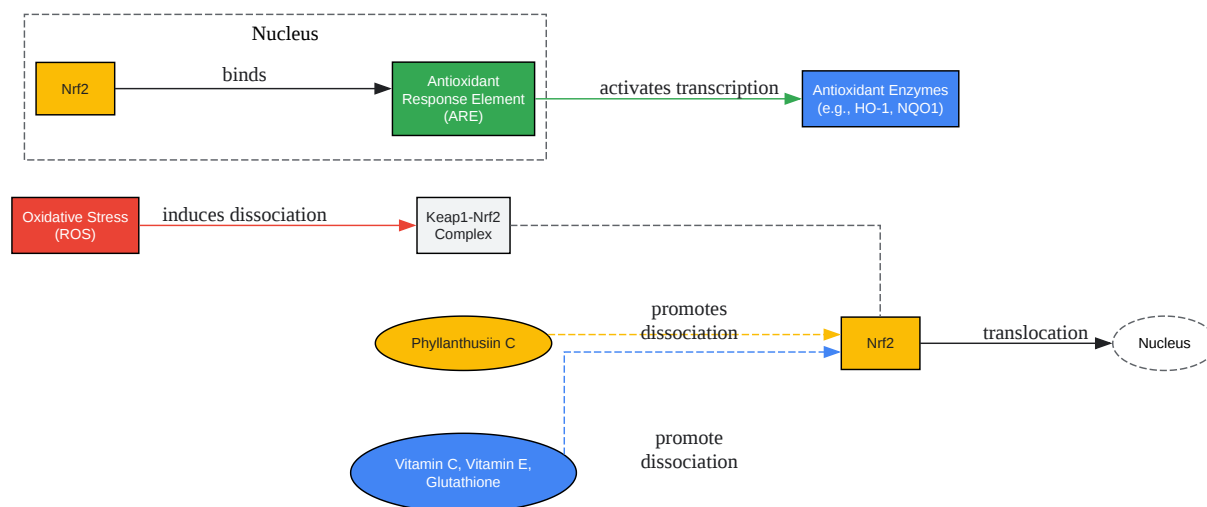 Nucleus
Nrf2
binds
Antioxidant
Response Element
(ARE)
activates transcription
Antioxidant Enzymes
(e.g., HO-1, NQO1)
Oxidative Stress
(ROS)
induces dissociation
Keap1-Nrf2
Complex
Phyllanthusiin C
promotes
dissociation
Nrf2
translocation
Nucleus
Vitamin C, Vitamin E,
Glutathione
promote
dissociation